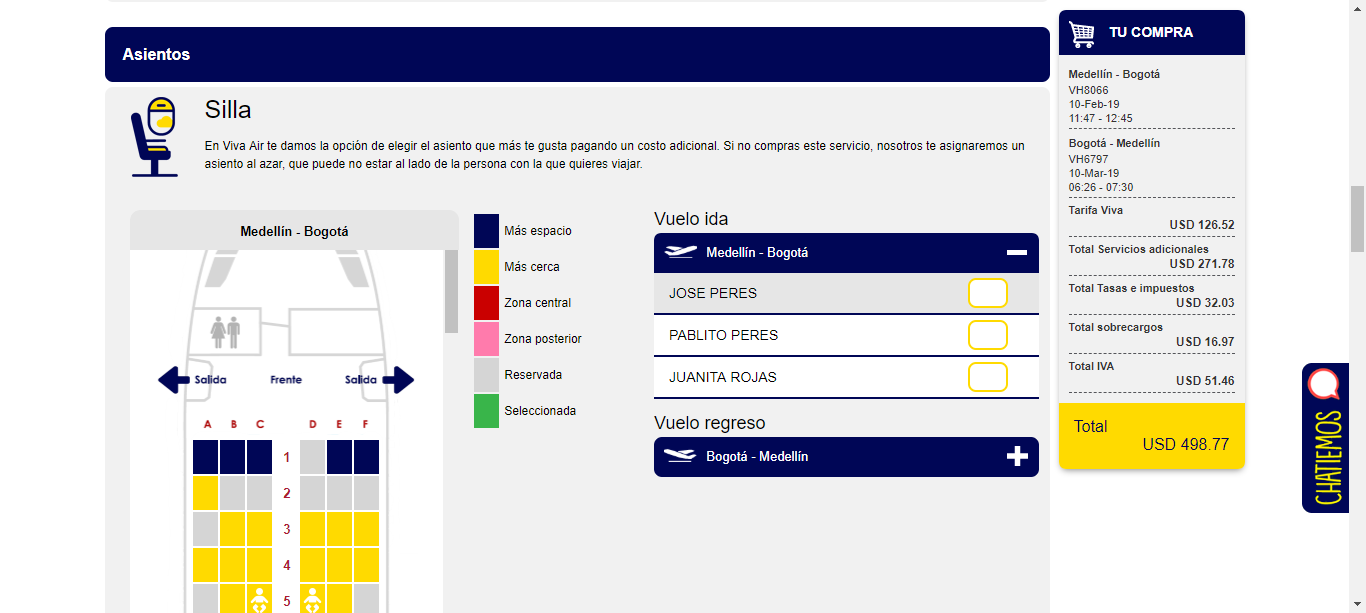 Asientos
Silla
En Viva Air te damos la opción de elegir el asiento que más te gusta pagando un costo adicional. Si no compras este servicio, nosotros te asignaremos un
asiento al azar, que puede no estar al lado de la persona con la que quieres viajar.
Medellín - Bogotá
Salida Frente Salida
A B C D E F
1
2
3
4
5
Más espacio
Más cerca
Zona central
Zona posterior
Reservada
Seleccionada
Vuelo ida
Medellín - Bogotá
JOSE PERES
PABLITO PERES
JUANITA ROJAS
Vuelo regreso
Bogotá - Medellín
TU COMPRA
Medellín - Bogotá
VH8066
10-Feb-19
11:47 - 12:45
Bogotá - Medellín
VH6797
10-Mar-19
06:26 - 07:30
Tarifa Viva
USD 126.52
Total Servicios adicionales
USD 271.78
Total Tasas e impuestos
USD 32.03
Total sobrecargos
USD 16.97
Total IVA
USD 51.46
Total
USD 498.77
CHATIEMOS